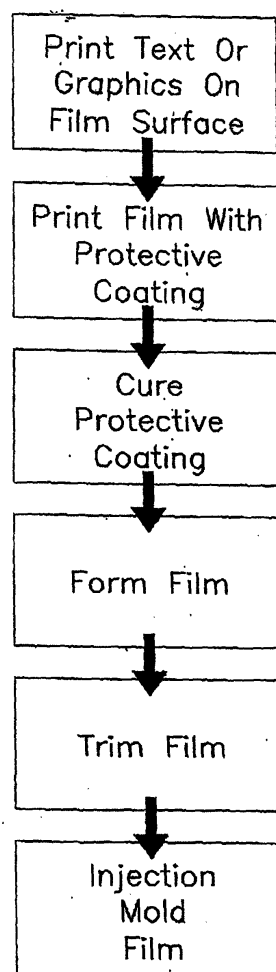 Print Text Or
Graphics On
Film Surface
Print Film With
Protective
Coating
Cure
Protective
Coating
Form Film
Trim Film
Injection
Mold
Film